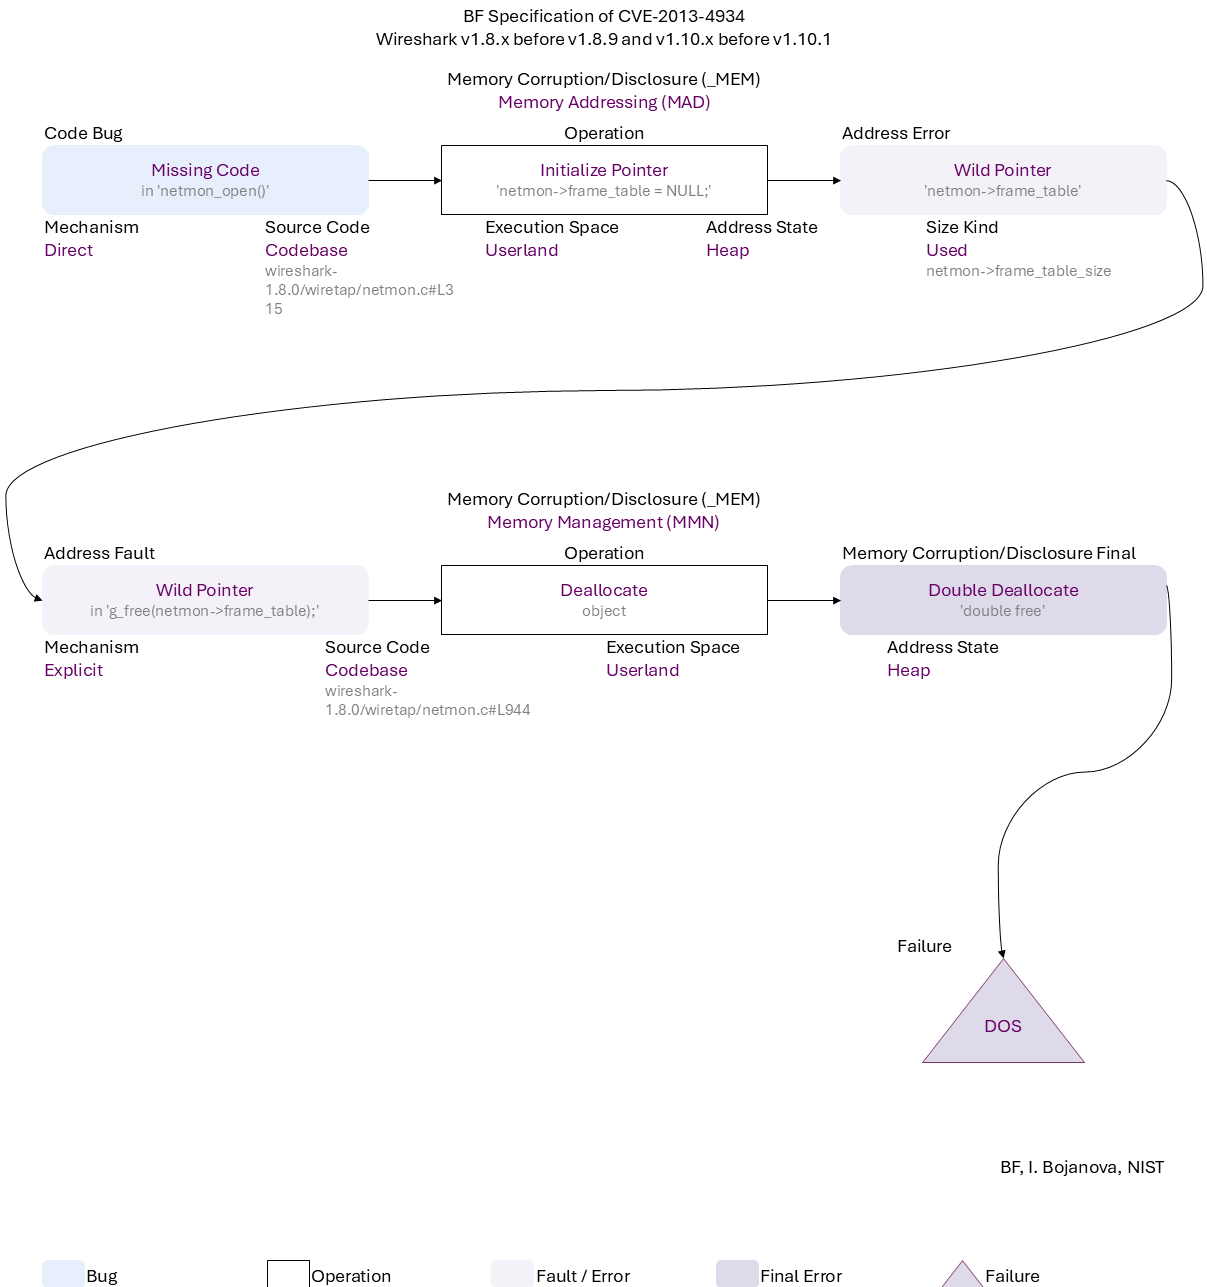 BF Specification of CVE-2013-4934
Wireshark v1.8.x before v1.8.9 and v1.10.x before v1.10.1
Memory Corruption/Disclosure (_MEM)
Memory Addressing (MAD)
Code Bug
Operation
Address Error
Missing Code
in 'netmon_open()'
Initialize Pointer
'netmon->frame_table = NULL;'
Wild Pointer
'netmon->frame_table'
Mechanism
Direct
Source Code
Codebase
wireshark-
1.8.0/wiretap/netmon.c#L3
15
Execution Space
Userland
Address State
Heap
Size Kind
Used
netmon->frame_table_size
Memory Corruption/Disclosure (_MEM)
Memory Management (MMN)
Address Fault
Operation
Memory Corruption/Disclosure Final
Wild Pointer
in 'g_free(netmon->frame_table);'
Deallocate
object
Double Deallocate
'double free'
Mechanism
Explicit
Source Code
Codebase
wireshark-
1.8.0/wiretap/netmon.c#L944
Execution Space
Userland
Address State
Heap
Failure
DOS
BF, I. Bojanova, NIST
Bug
Operation
Fault / Error
Final Error
Failure